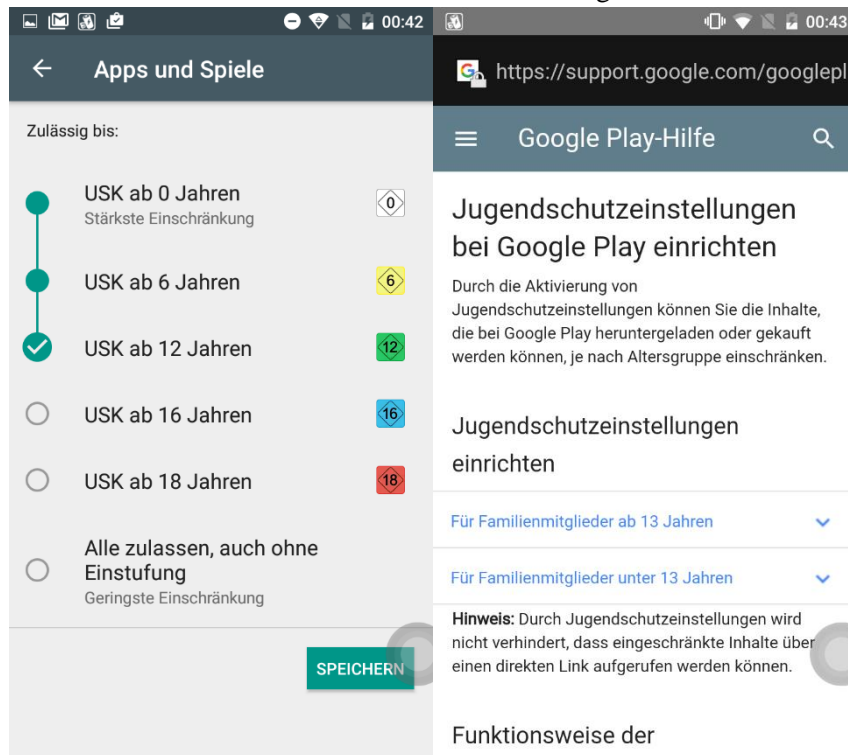 00:42
Apps und Spiele
Zulässig bis:
USK ab 0 Jahren
0
Stärkste Einschränkung
USK ab 6 Jahren
6
USK ab 12 Jahren
12
USK ab 16 Jahren
16
USK ab 18 Jahren
18
Alle zulassen, auch ohne
Einstufung
Geringste Einschränkung
SPEICHERN
00:43
https://support.google.com/googlepl
Google Play-Hilfe
Jugendschutzeinstellungen
bei Google Play einrichten
Durch die Aktivierung von
Jugendschutzeinstellungen können Sie die Inhalte,
die bei Google Play heruntergeladen oder gekauft
werden können, je nach Altersgruppe einschränken.
Jugendschutzeinstellungen
einrichten
Für Familienmitglieder ab 13 Jahren
Für Familienmitglieder unter 13 Jahren
Hinweis: Durch Jugendschutzeinstellungen wird
nicht verhindert, dass eingeschränkte Inhalte über
einen direkten Link aufgerufen werden können.
Funktionsweise der